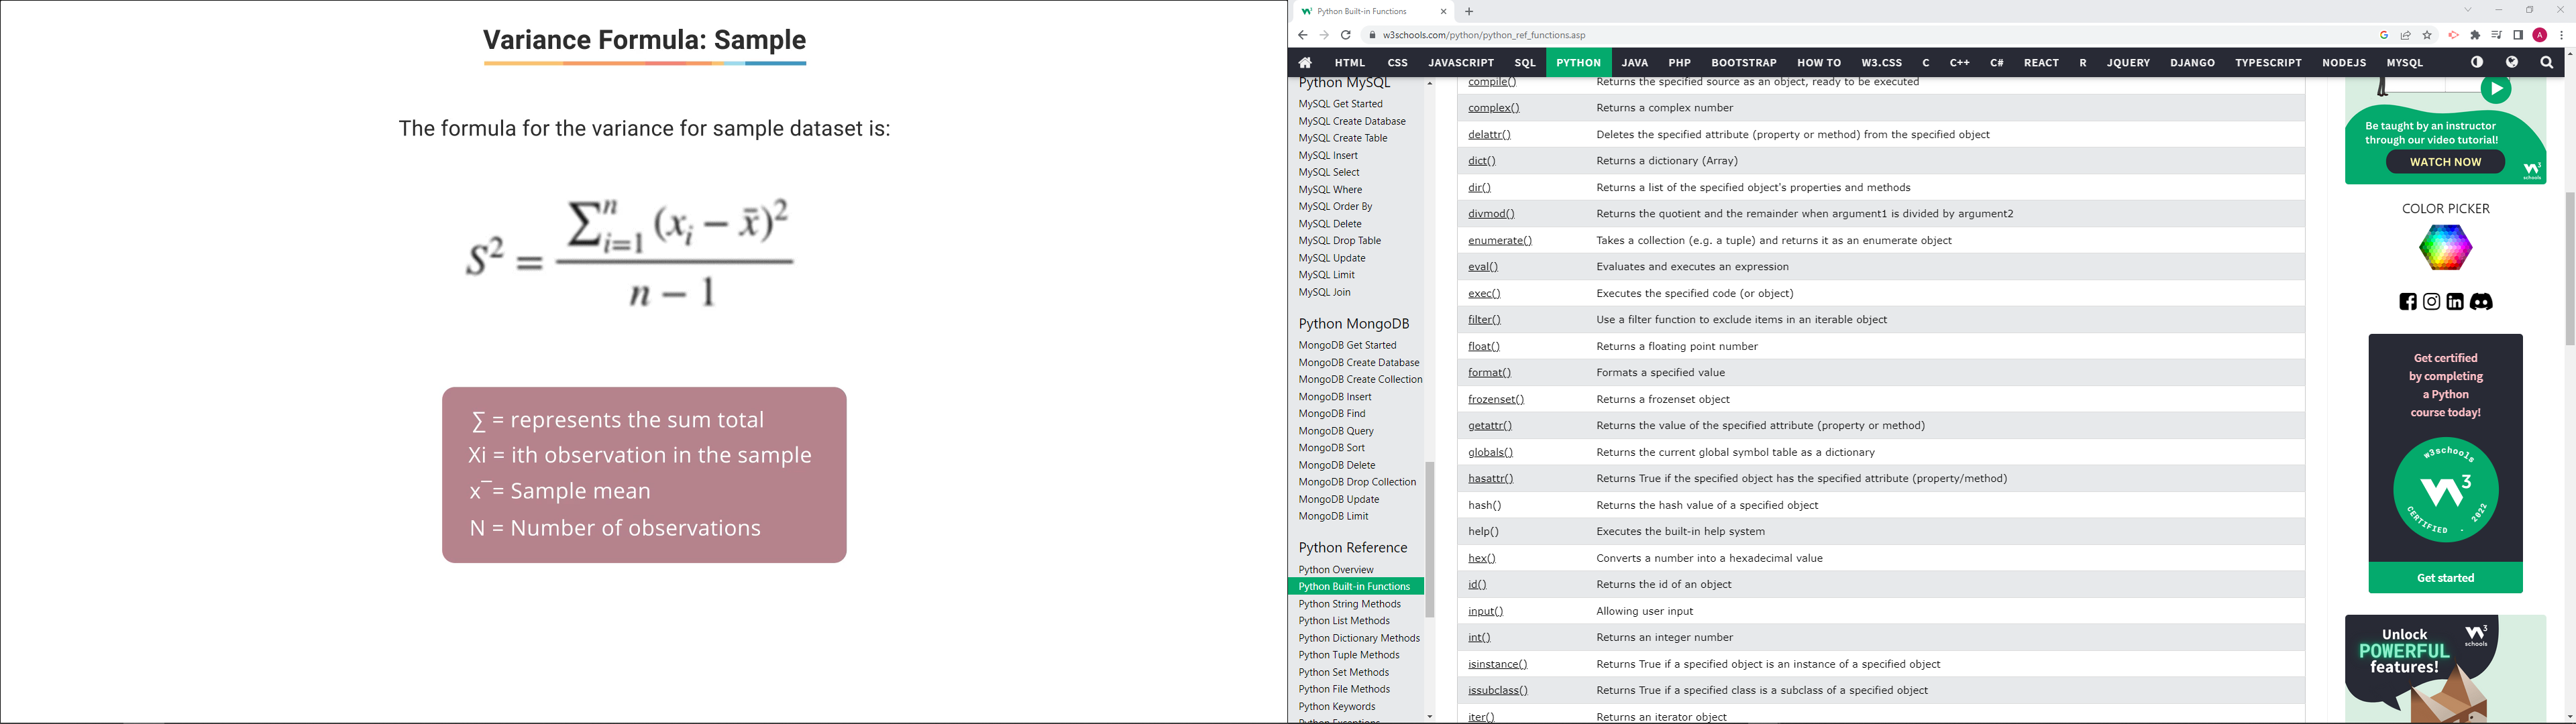 Variance Formula: Sample
The formula for the variance for sample dataset is:
S² = ∑ⁿᵢ₌₁ (xᵢ − x̄)² / n − 1
∑ = represents the sum total
Xi = ith observation in the sample
x¯= Sample mean
N = Number of observations
Python Built-in Functions
w3schools.com/python/python_ref_functions.asp
A
HTML CSS JAVASCRIPT SQL PYTHON JAVA PHP BOOTSTRAP HOW TO W3.CSS C C++ C# REACT R JQUERY DJANGO TYPESCRIPT NODEJS MYSQL
Python MySQL
MySQL Get Started
MySQL Create Database
MySQL Create Table
MySQL Insert
MySQL Select
MySQL Where
MySQL Order By
MySQL Delete
MySQL Drop Table
MySQL Update
MySQL Limit
MySQL Join
Python MongoDB
MongoDB Get Started
MongoDB Create Database
MongoDB Create Collection
MongoDB Insert
MongoDB Find
MongoDB Query
MongoDB Sort
MongoDB Delete
MongoDB Drop Collection
MongoDB Update
MongoDB Limit
Python Reference
Python Overview
Python Built-in Functions
Python String Methods
Python List Methods
Python Dictionary Methods
Python Tuple Methods
Python Set Methods
Python File Methods
Python Keywords
Python Exceptions
compile() Returns the specified source as an object, ready to be executed
complex() Returns a complex number
delattr() Deletes the specified attribute (property or method) from the specified object
dict() Returns a dictionary (Array)
dir() Returns a list of the specified object's properties and methods
divmod() Returns the quotient and the remainder when argument1 is divided by argument2
enumerate() Takes a collection (e.g. a tuple) and returns it as an enumerate object
eval() Evaluates and executes an expression
exec() Executes the specified code (or object)
filter() Use a filter function to exclude items in an iterable object
float() Returns a floating point number
format() Formats a specified value
frozenset() Returns a frozenset object
getattr() Returns the value of the specified attribute (property or method)
globals() Returns the current global symbol table as a dictionary
hasattr() Returns True if the specified object has the specified attribute (property/method)
hash() Returns the hash value of a specified object
help() Executes the built-in help system
hex() Converts a number into a hexadecimal value
id() Returns the id of an object
input() Allowing user input
int() Returns an integer number
isinstance() Returns True if a specified object is an instance of a specified object
issubclass() Returns True if a specified class is a subclass of a specified object
iter() Returns an iterator object
Be taught by an instructor
through our video tutorial!
WATCH NOW
w3 schools
COLOR PICKER
Get certified
by completing
a Python
course today!
w3schools
w3
CERTIFIED . 2022
Get started
w3 schools
Unlock
POWERFUL
features!